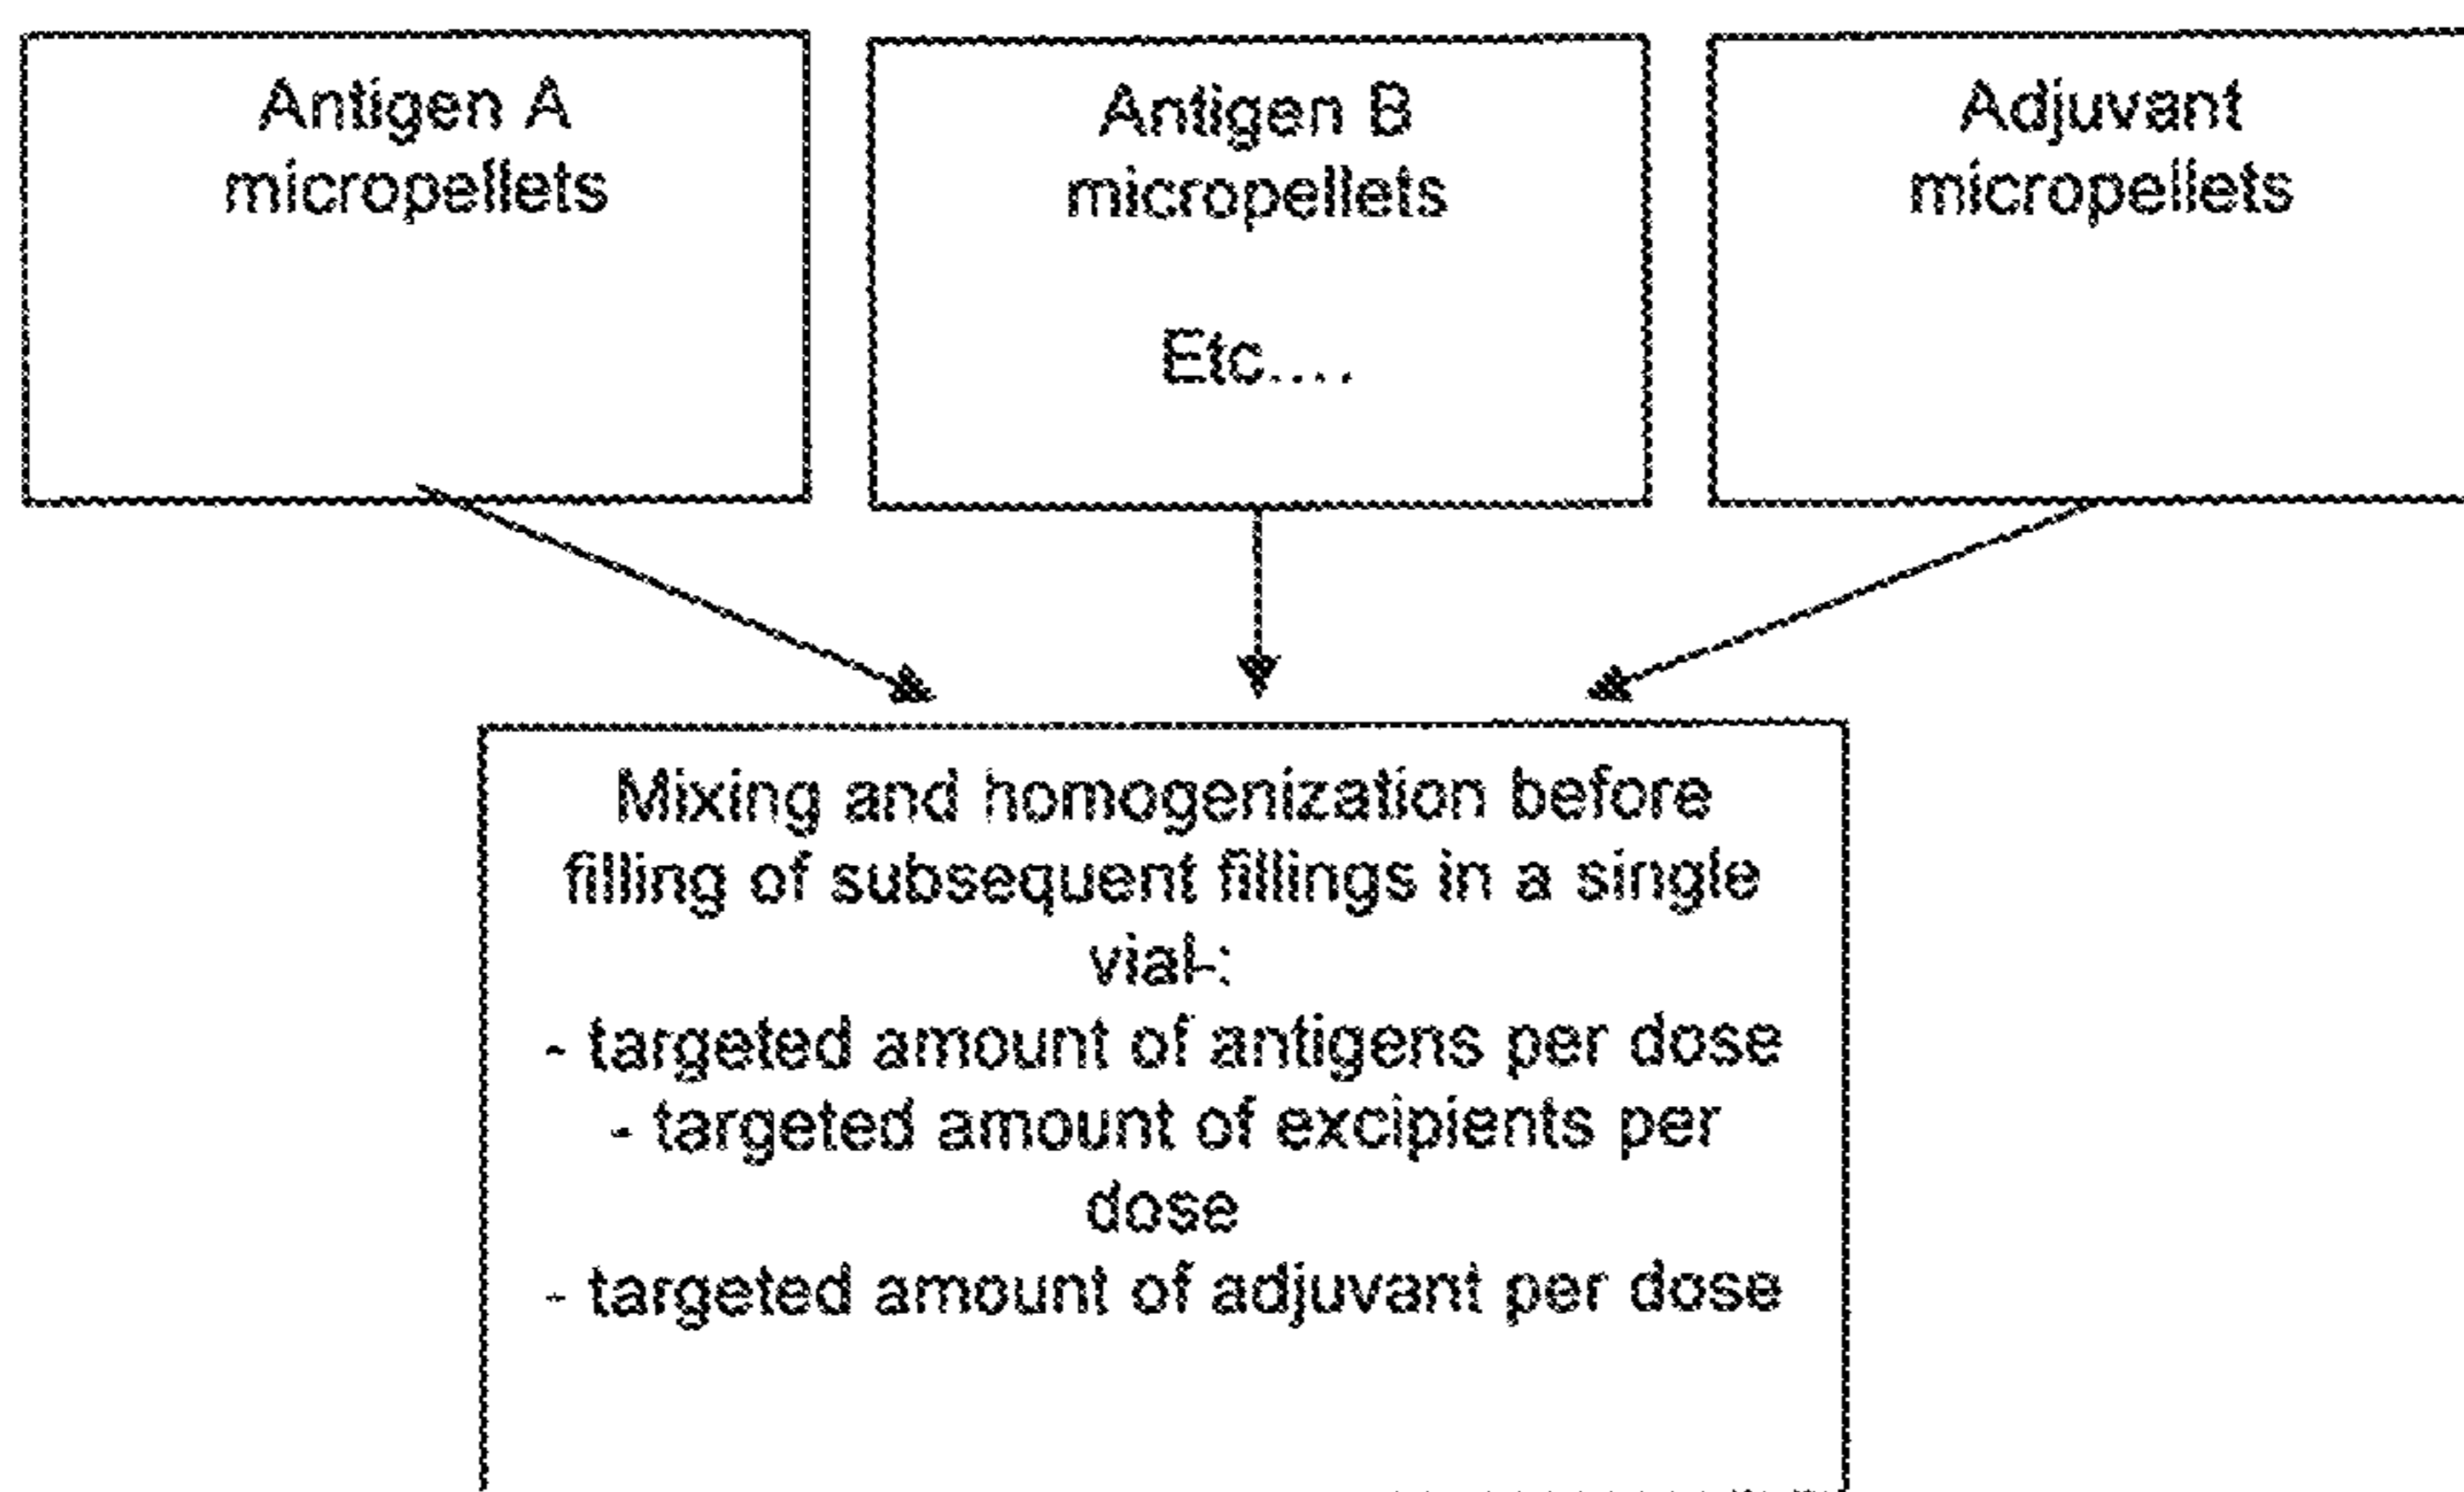 Antigen A
micropellets
Antigen B
micropellets
Etc....
Adjuvant
micropellets
Mixing and homogenization before
filling of subsequent fillings in a single
vial-:
- targeted amount of antigens per dose
- targeted amount of excipients per
dose
- targeted amount of adjuvant per dose